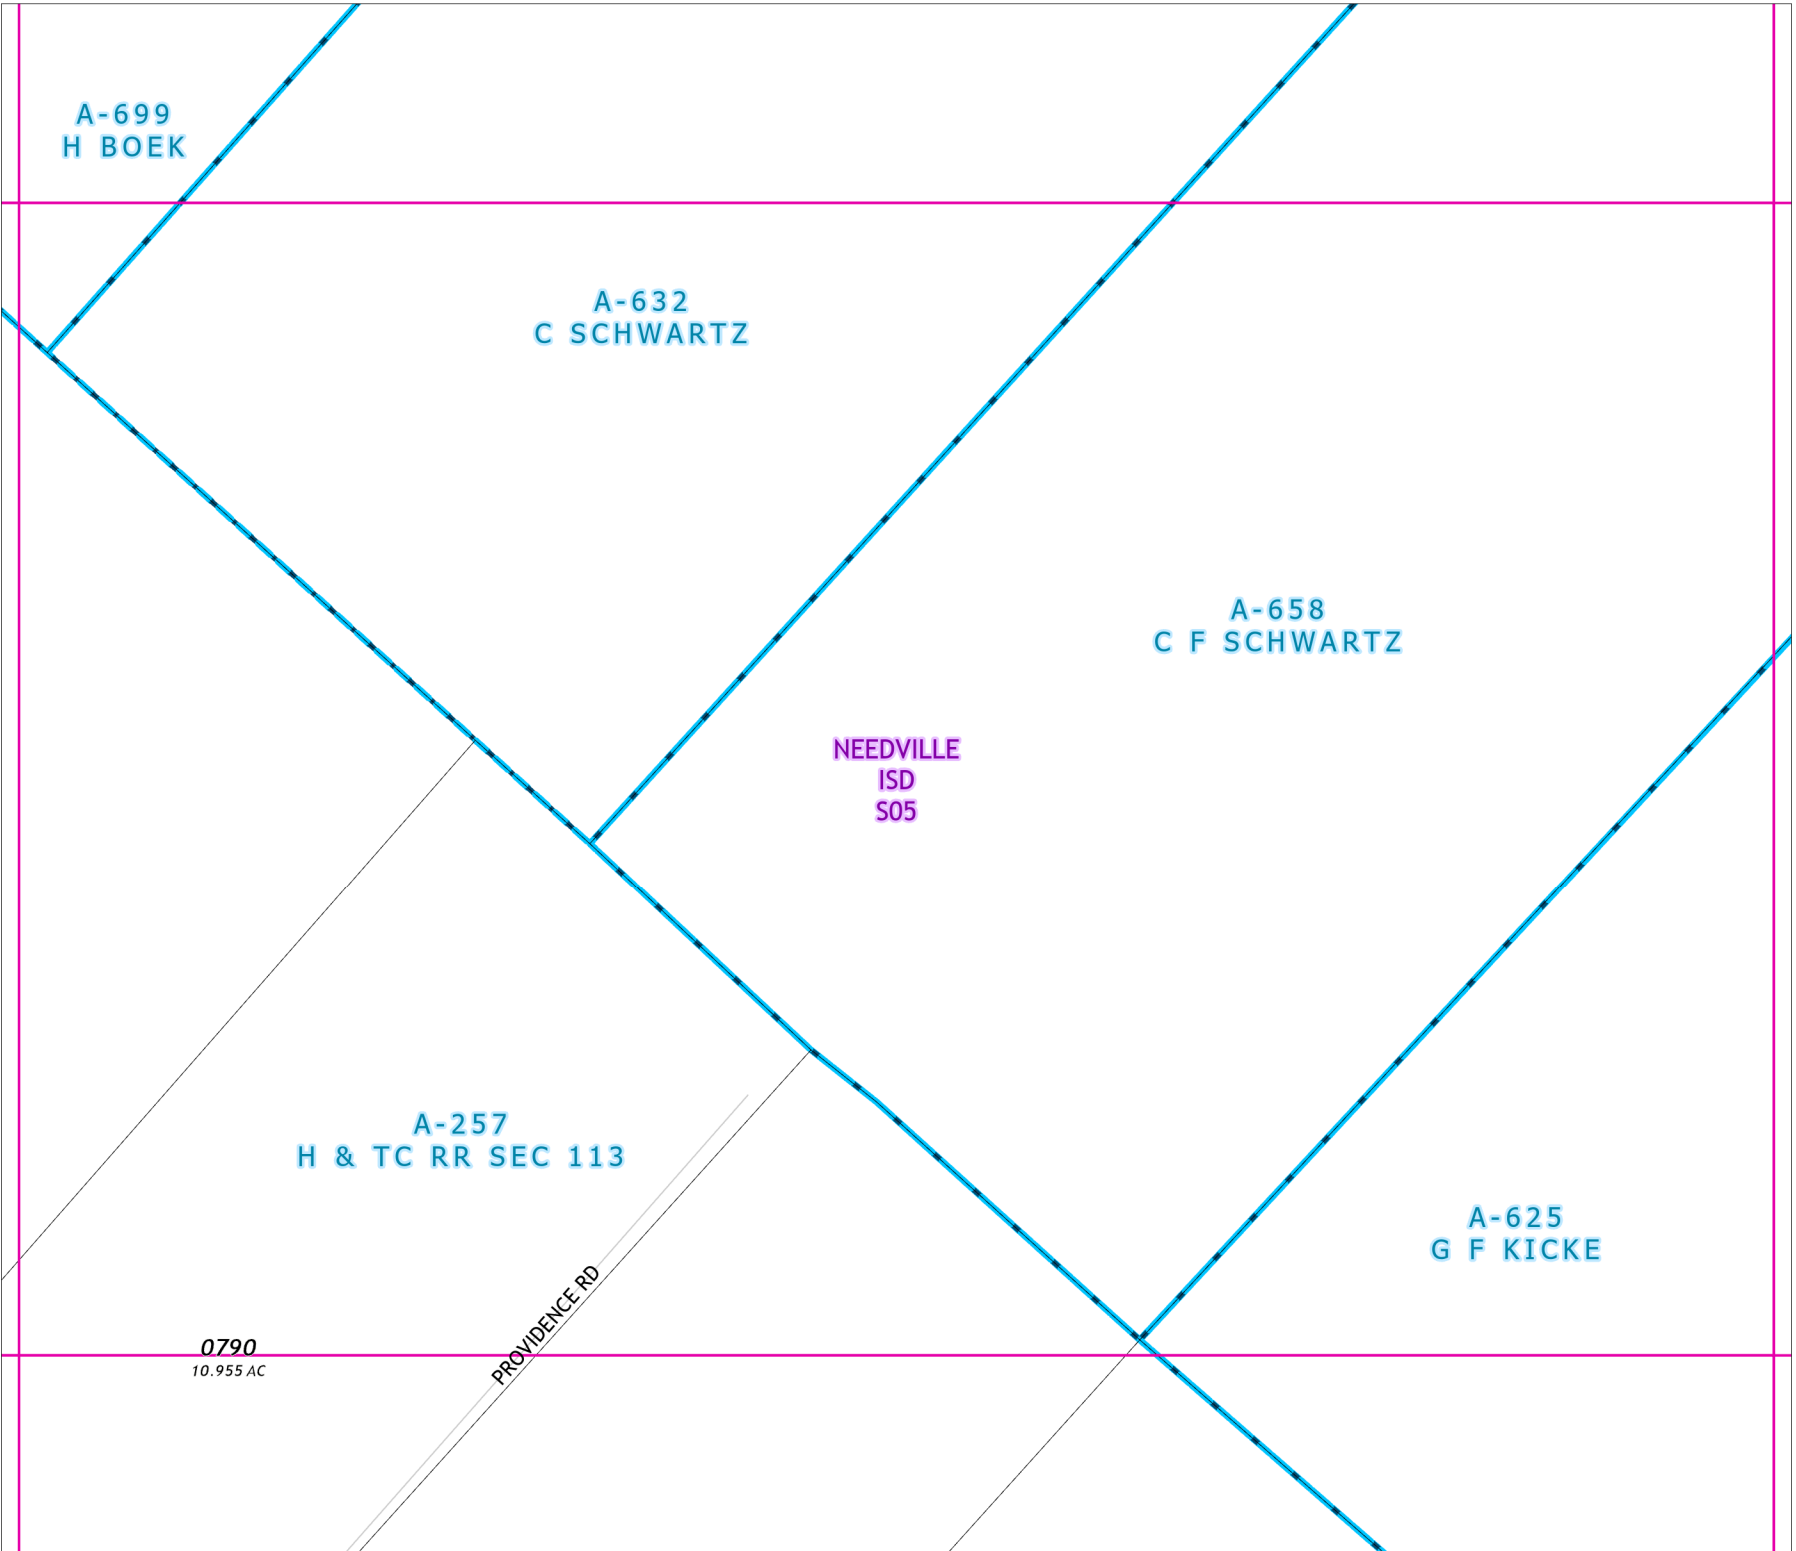 A-699
H BOEK
A-632
C SCHWARTZ
A-658
C F SCHWARTZ
NEEDVILLE
ISD
S05
A-257
H & TC RR SEC 113
A-625
G F KICKE
PROVIDENCE RD
0790
10.955 AC